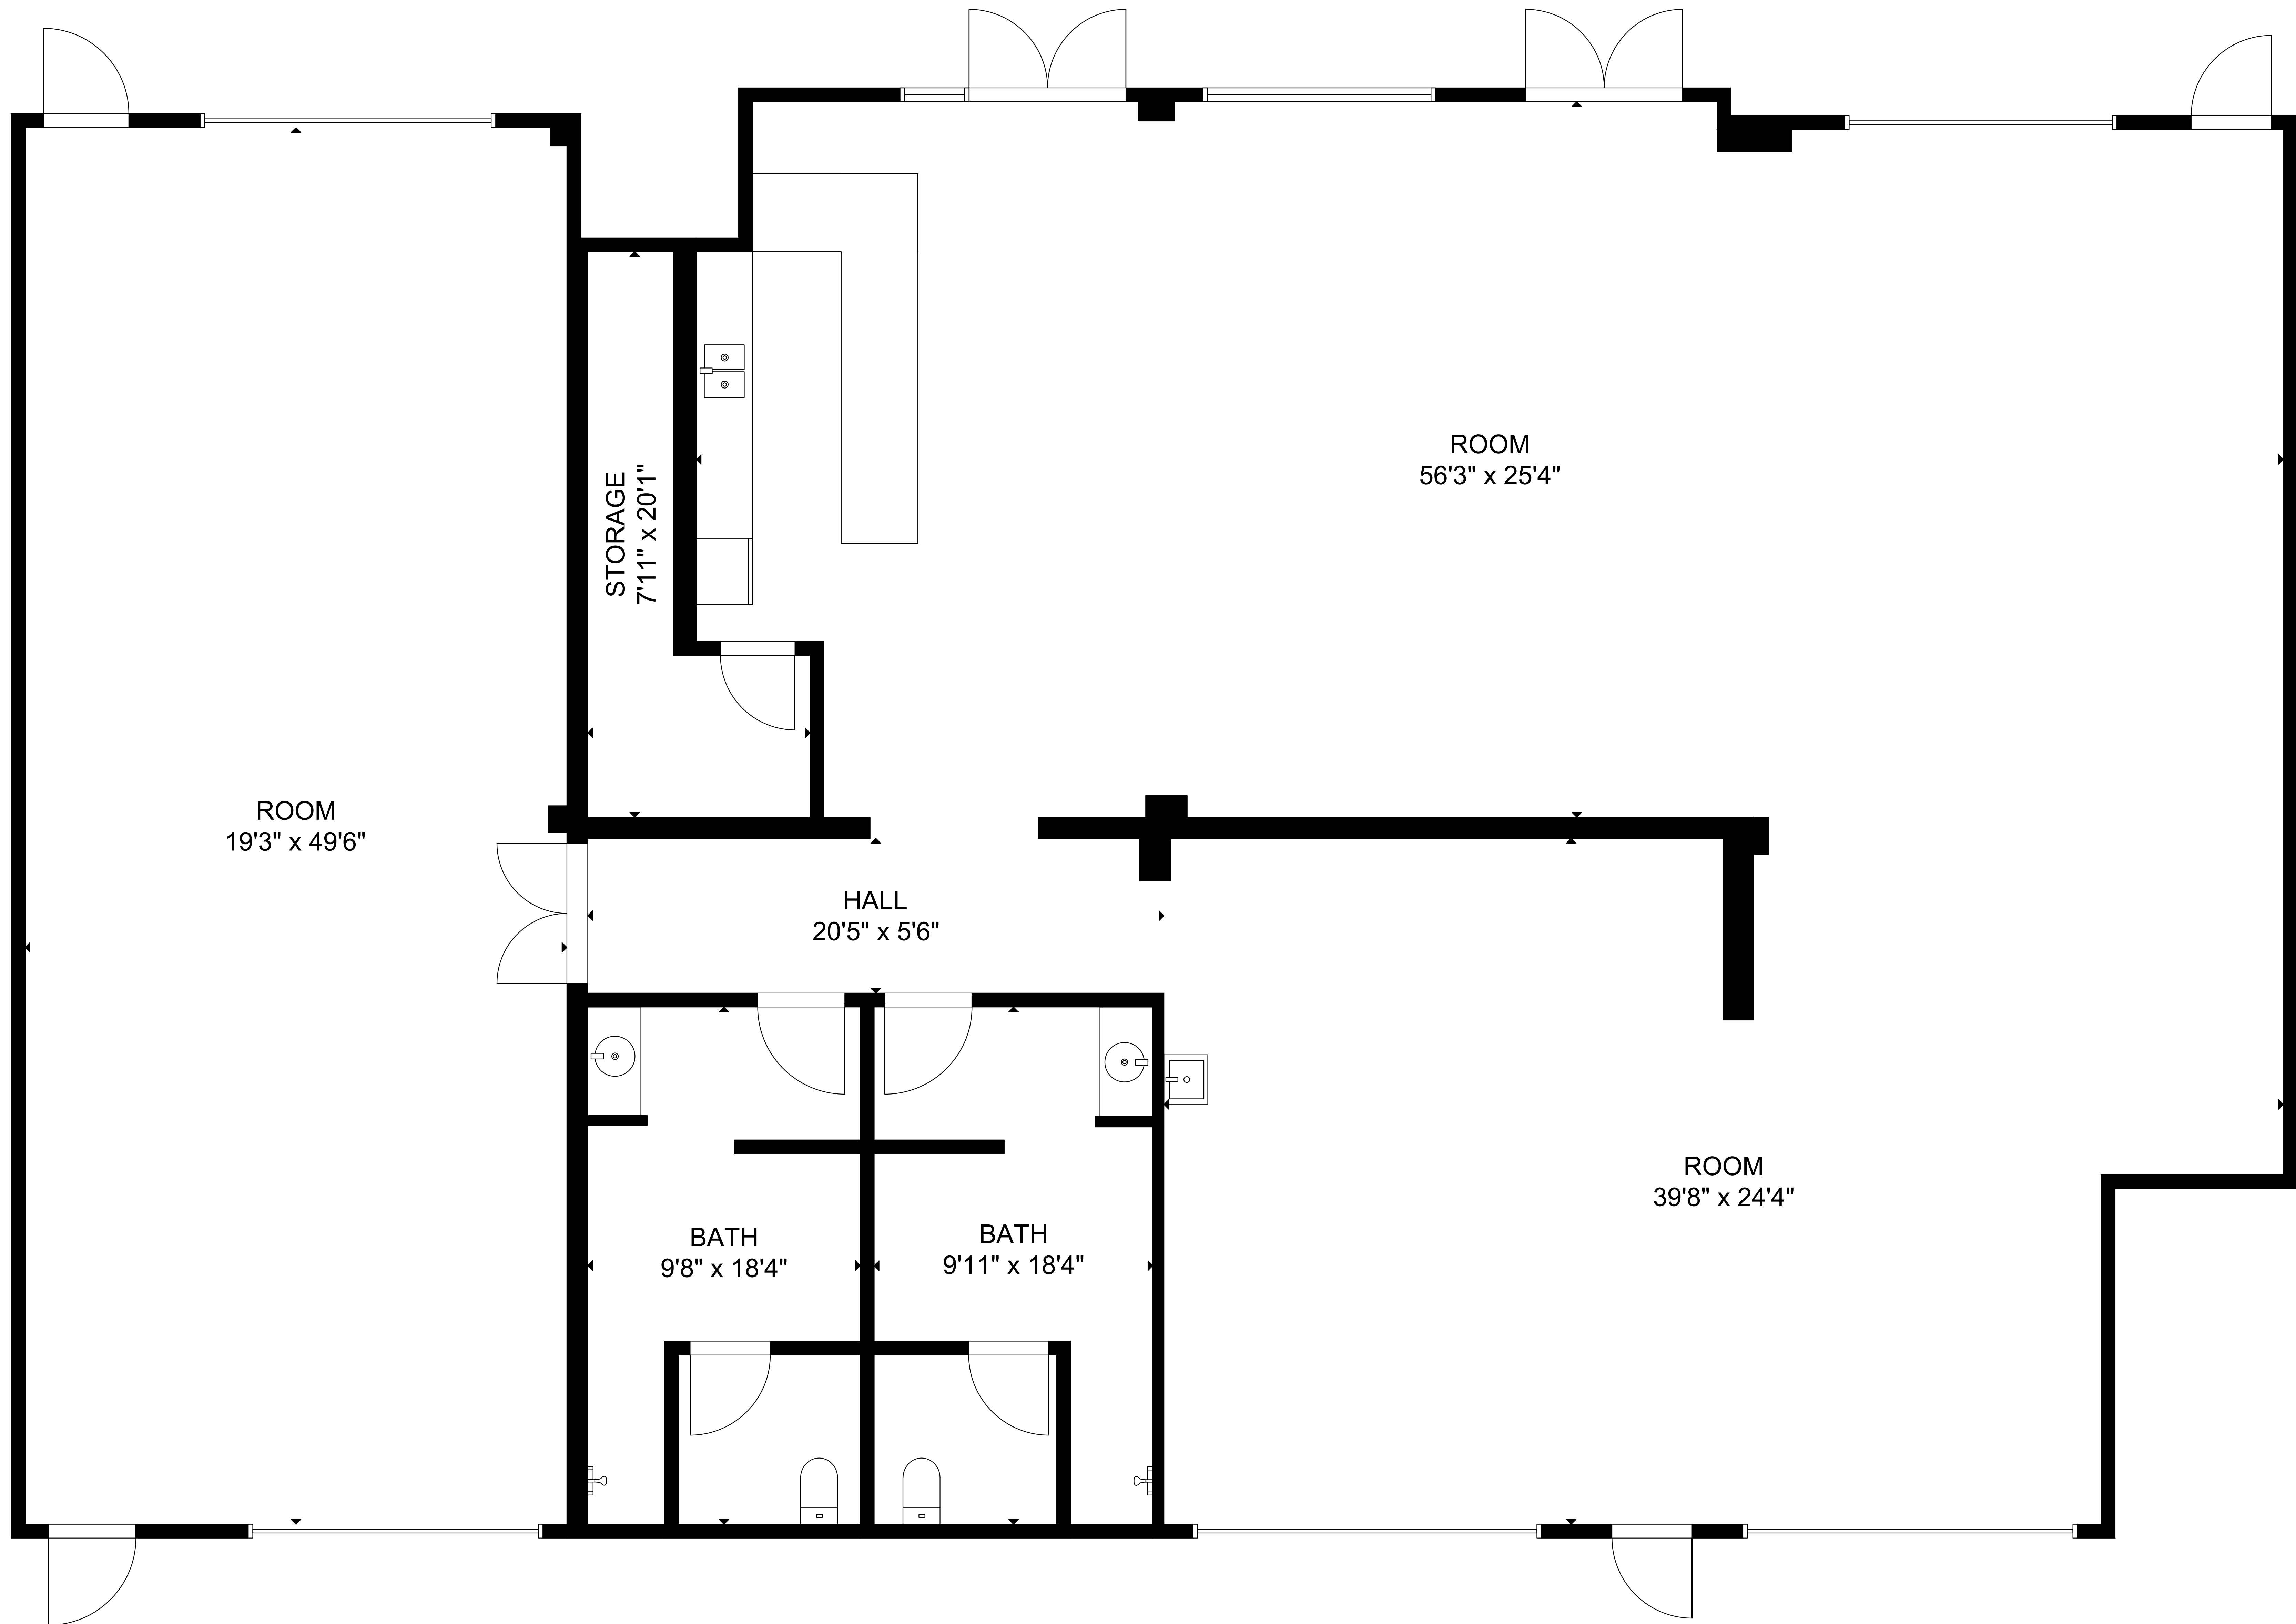 ROOM
56'3" x 25'4"
STORAGE
7'11" x 20'1"
ROOM
19'3" x 49'6"
HALL
20'5" x 5'6"
ROOM
39'8" x 24'4"
BATH
9'8" x 18'4"
BATH
9'11" x 18'4"